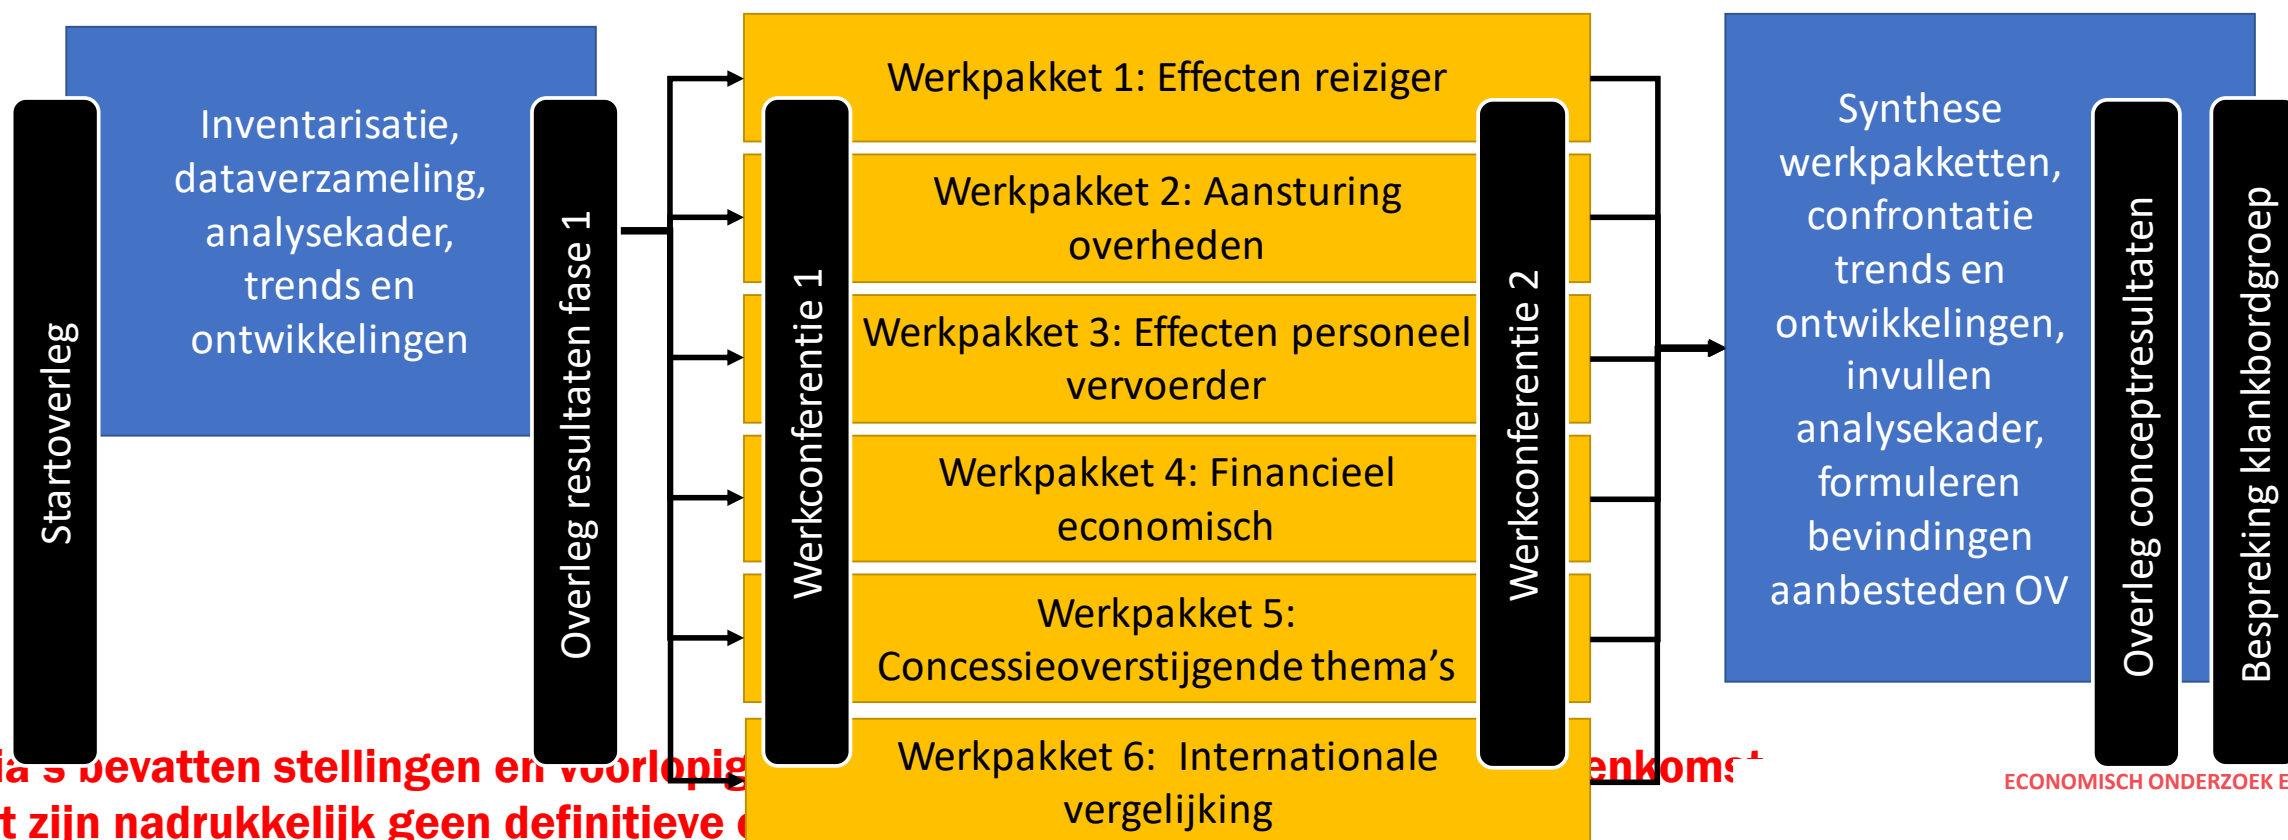 Startoverleg
Inventarisatie,
dataverzameling,
analysekader,
trends en
ontwikkelingen
Overleg resultaten fase 1
Werkconferentie 1
Werkpakket 1: Effecten reiziger
Werkpakket 2: Aansturing
overheden
Werkpakket 3: Effecten personeel
vervoerder
Werkpakket 4: Financieel
economisch
Werkpakket 5:
Concessieoverstijgende thema's
Werkpakket 6: Internationale
vergelijking
Werkconferentie 2
Synthese
werkpakketten,
confrontatie
trends en
ontwikkelingen,
invullen
analysekader,
formuleren
bevindingen
aanbesteden OV
Overleg conceptresultaten
Bespreking klankbordgroep
bevatten stellingen en
zijn nadrukkelijk geen definitieve
ECONOMISCH ONDERZOEK